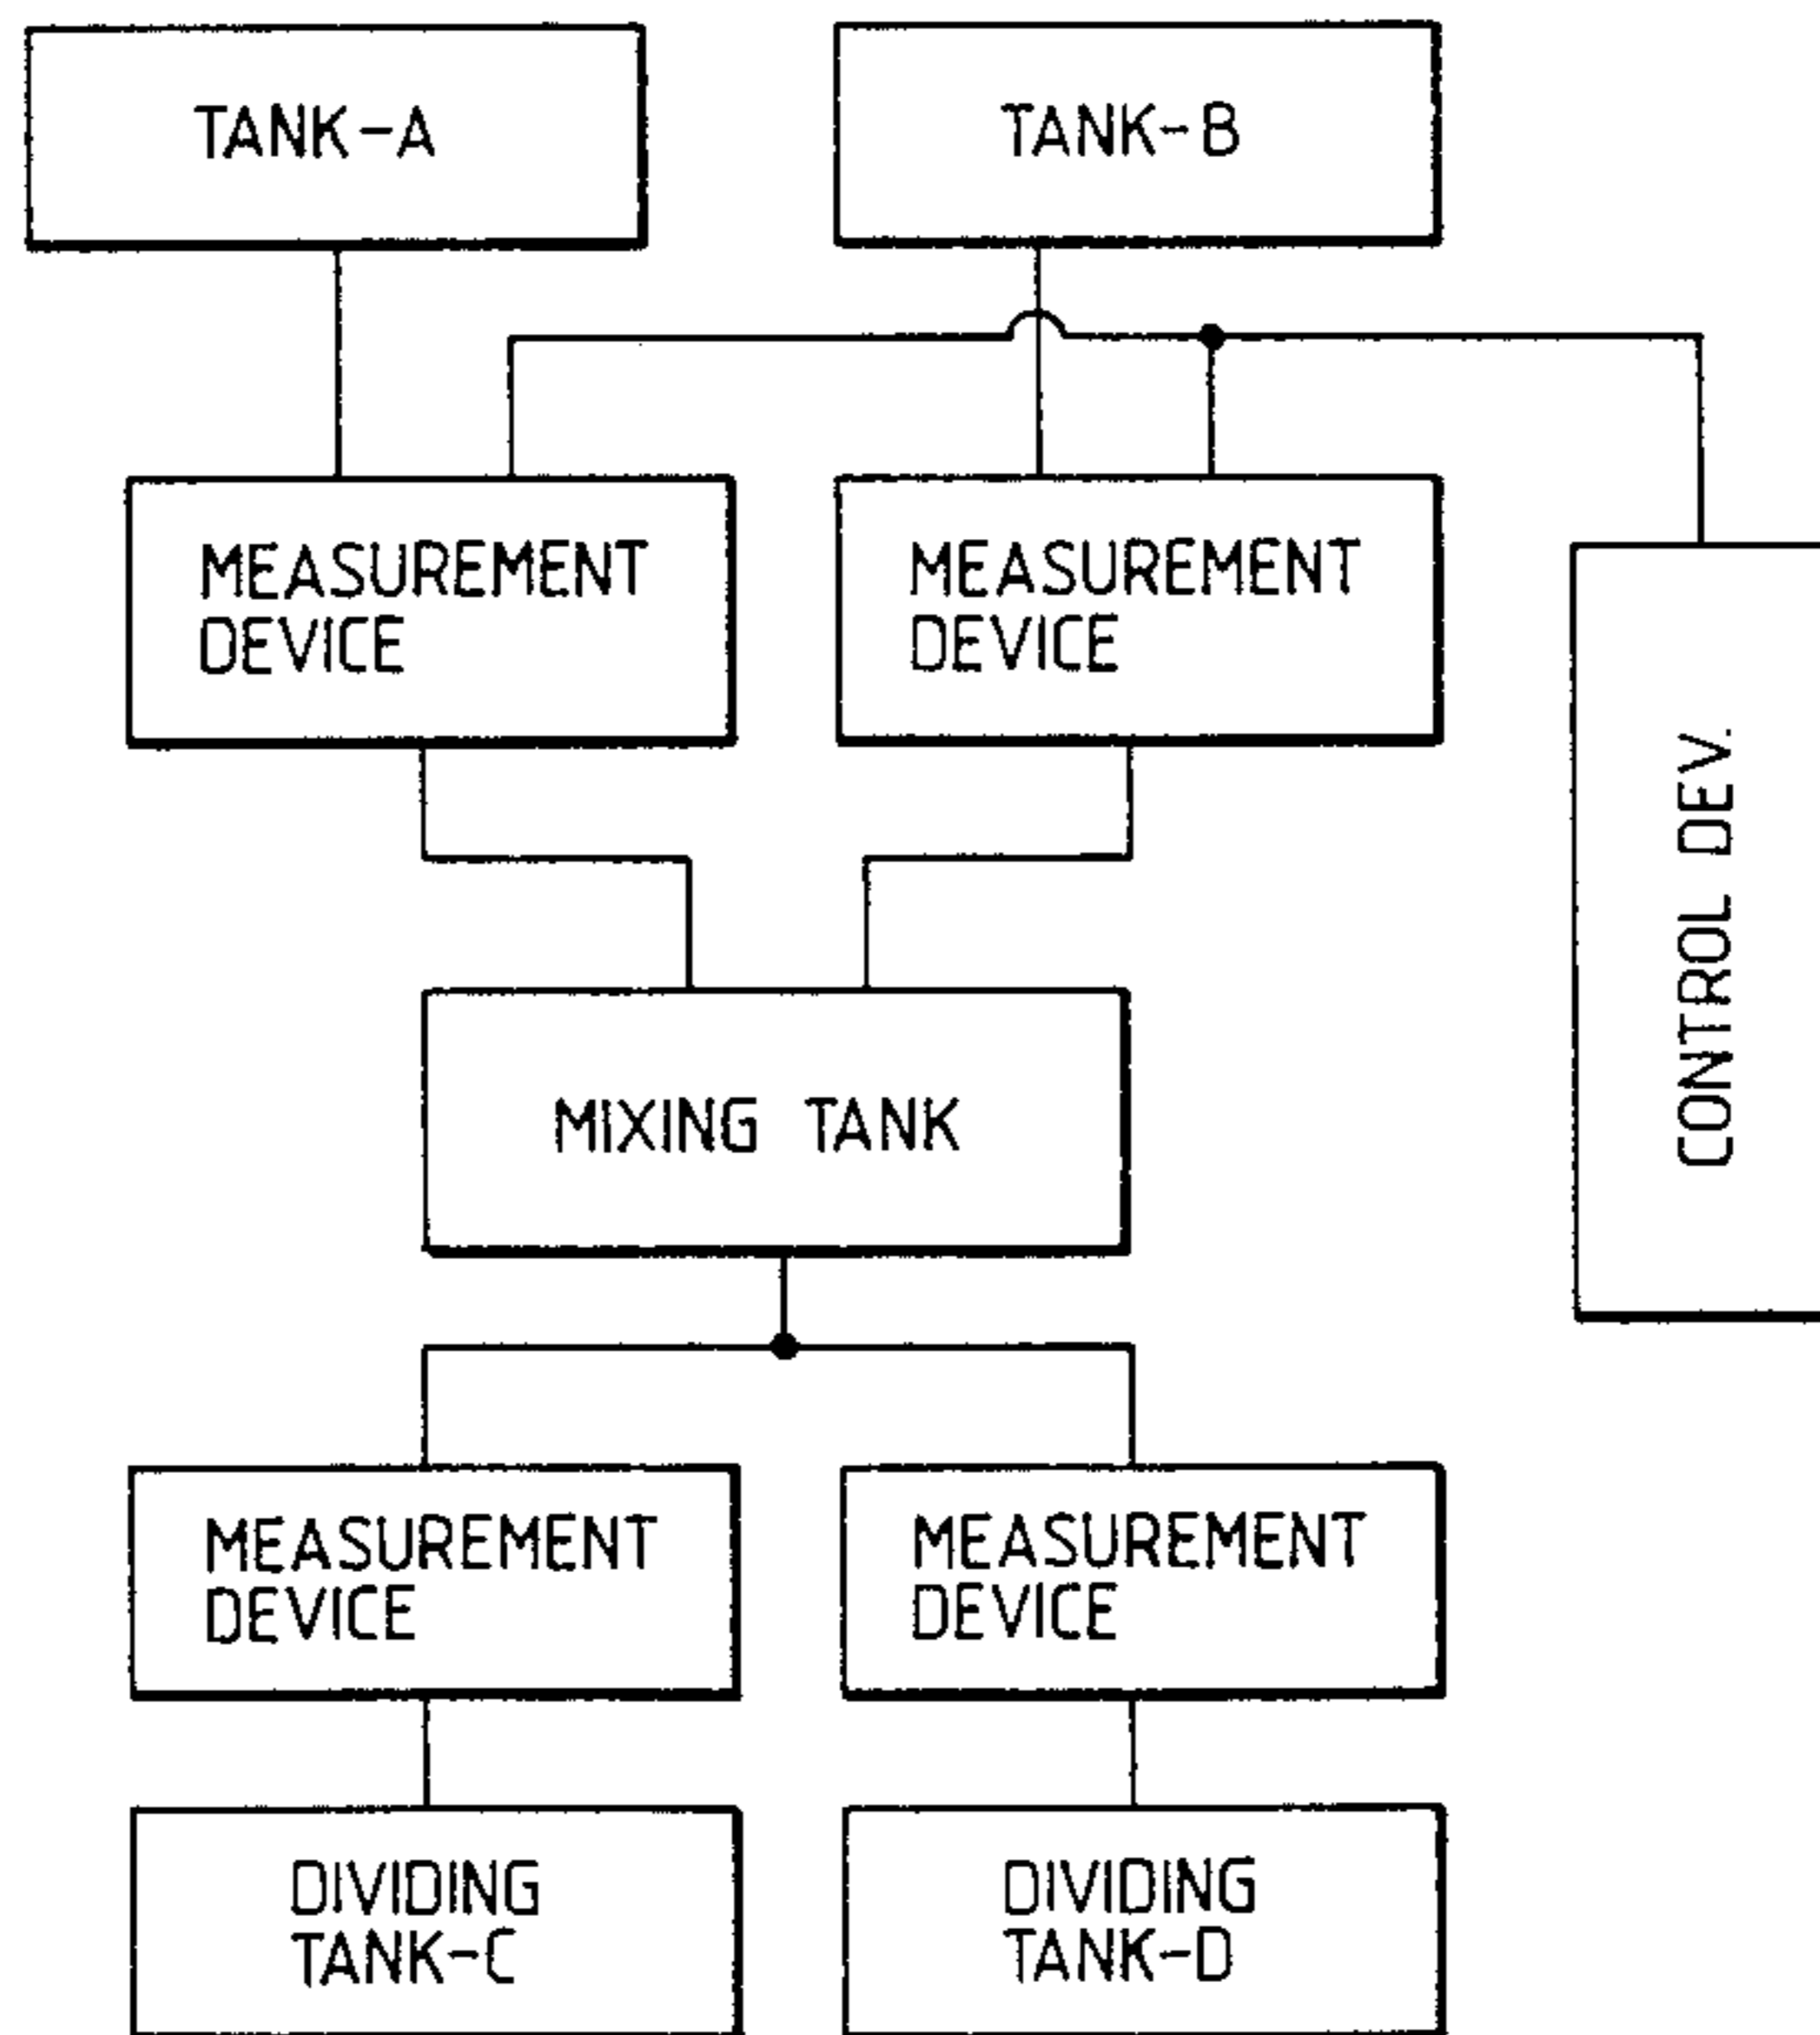 TANK-A
TANK-B
MEASUREMENT
DEVICE
MEASUREMENT
DEVICE
CONTROL DEV.
MIXING TANK
MEASUREMENT
DEVICE
MEASUREMENT
DEVICE
DIVIDING
TANK-C
DIVIDING
TANK-D